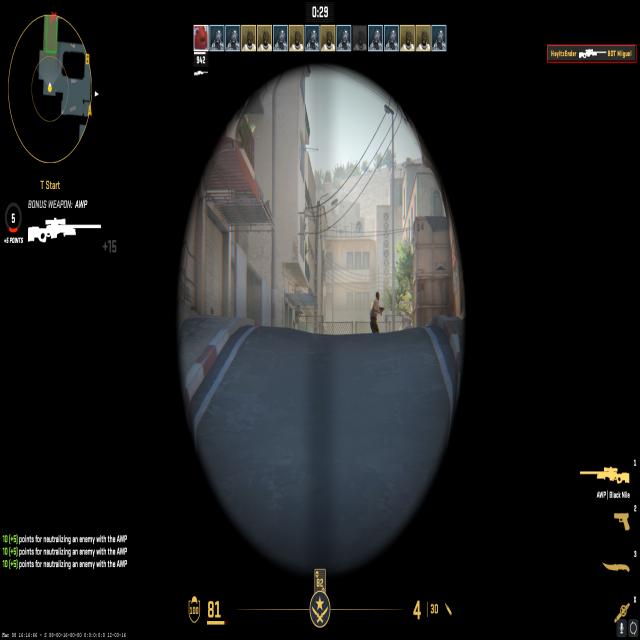 0:29
942
HeylizEnder BOT Miguel
T Start
BONUS WEAPON: AWP
5
+5 POINTS
+15
1
AWP | Black Nile
2
3
10 (+5) points for neutralizing an enemy with the AWP
10 (+5) points for neutralizing an enemy with the AWP
10 (+5) points for neutralizing an enemy with the AWP
100
81
82
4 | 30